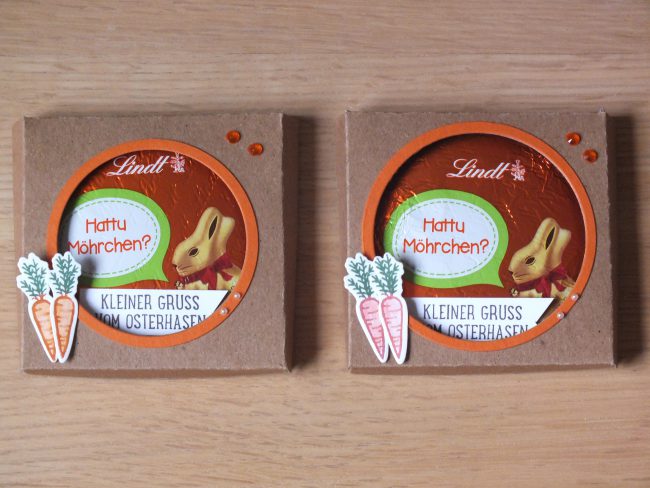 Lindt
Hattu
Möhrchen?
KLEINER GRUSS
VOM OSTERHASEN
Lindt
Hattu
Möhrchen?
KLEINER GRUSS
VOM OSTERHASEN